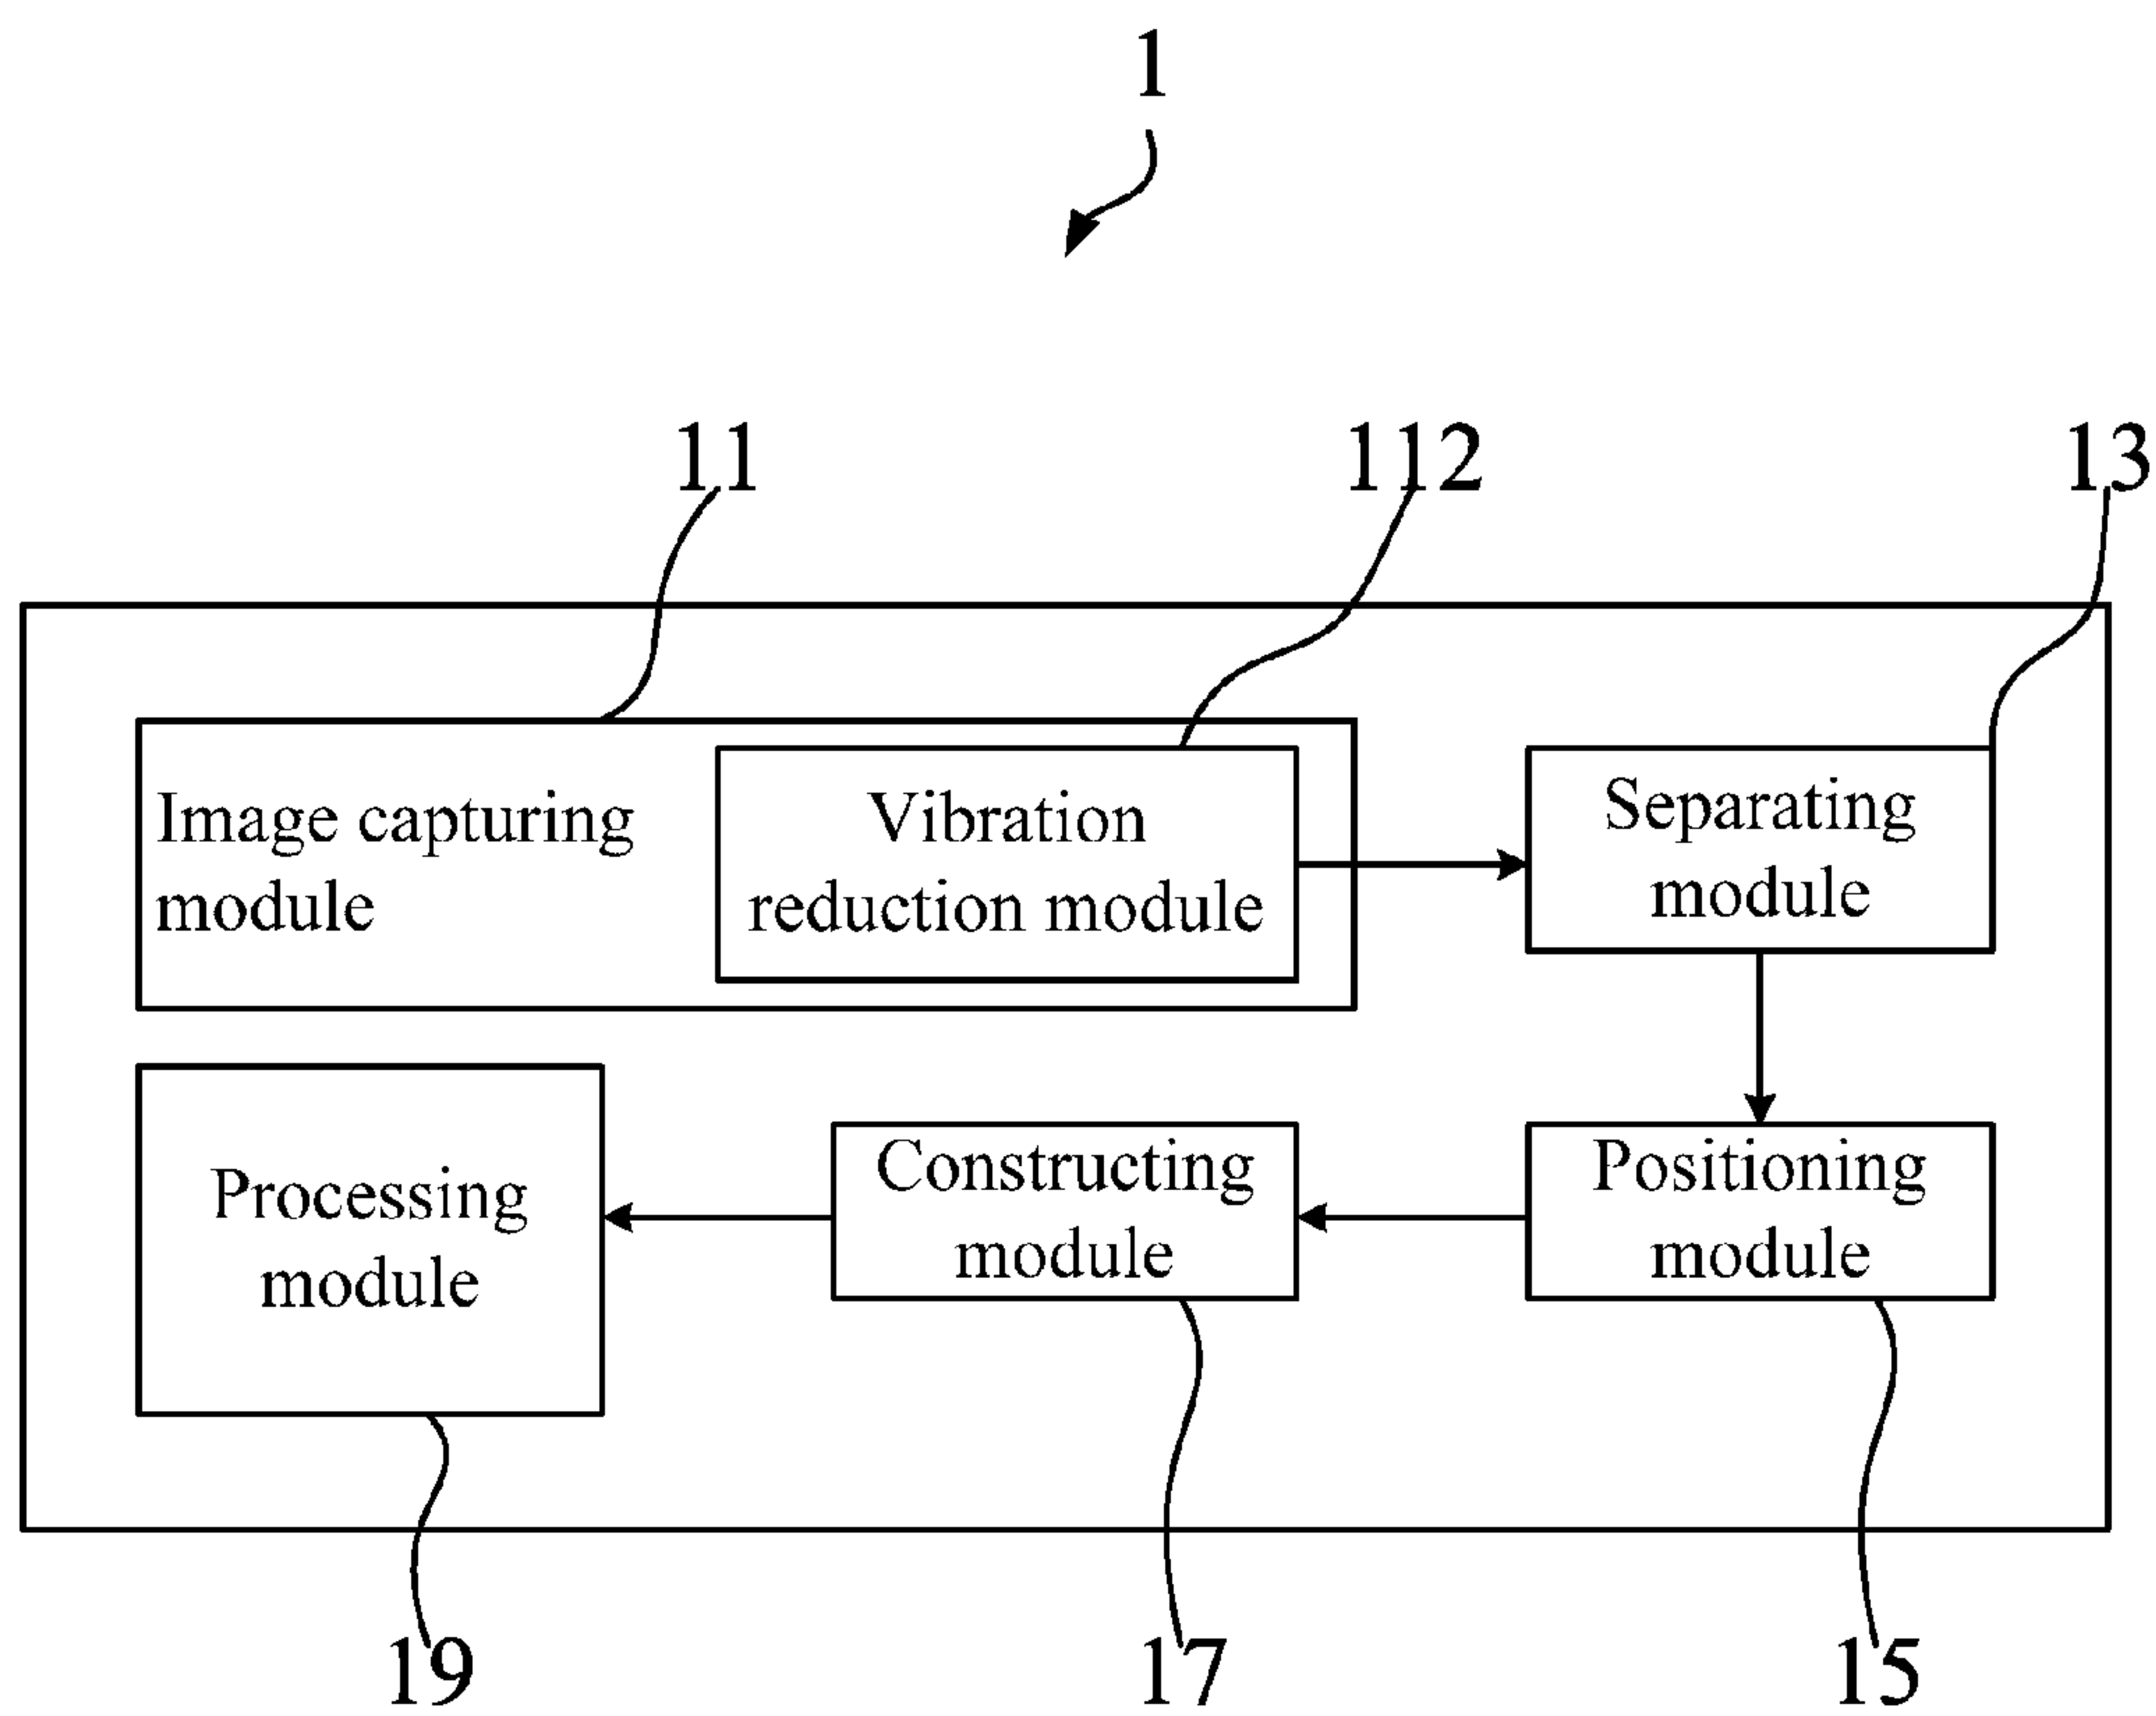 1
11
112
13
Image capturing
module
Vibration
reduction module
Separating
module
Processing
module
Constructing
module
Positioning
module
19
17
15